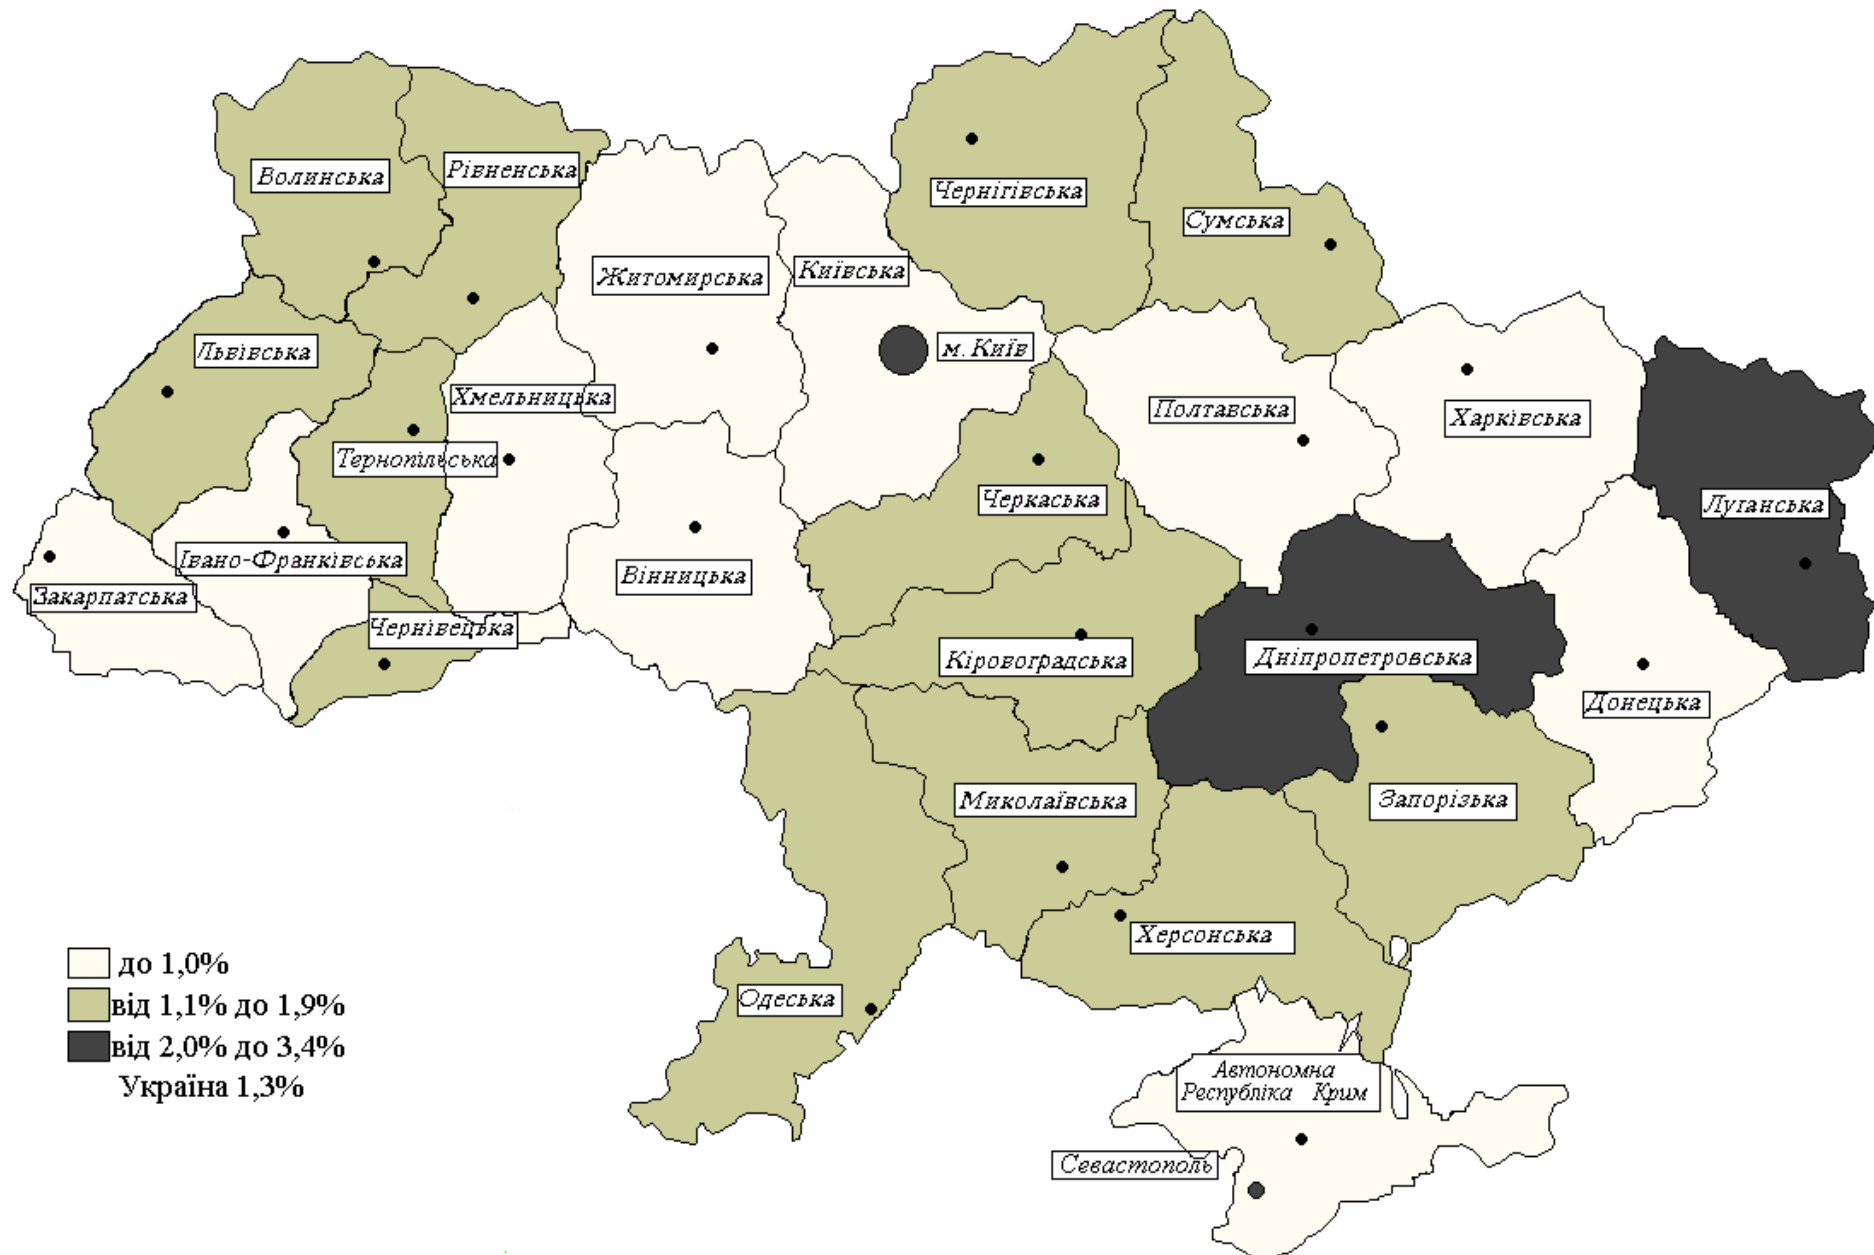 Волинська
Рівненська
Чернігівська
Сумська
Житомирська
Київська
Львівська
м. Київ
Хмельницька
Полтавська
Харківська
Тернопільська
Черкаська
Луганська
Івано-Франківська
Вінницька
Закарпатська
Чернівецька
Кіровоградська
Дніпропетровська
Донецька
Миколаївська
Запорізька
Херсонська
до 1,0%
від 1,1% до 1,9%
від 2,0% до 3,4%
Україна 1,3%
Одеська
Автономна
Республіка Крим
Севастополь